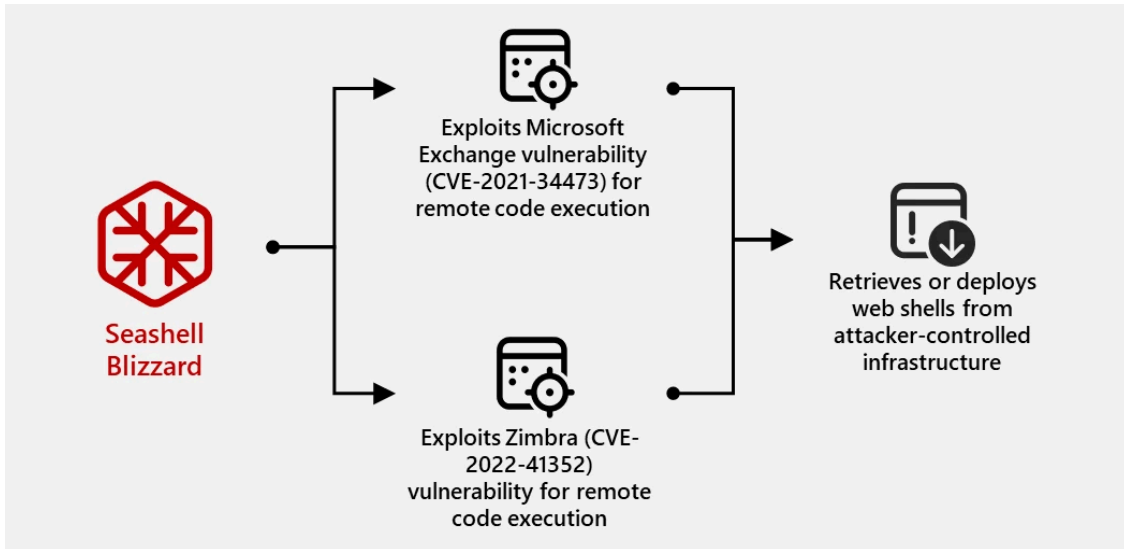 Seashell
Blizzard
Exploits Microsoft
Exchange vulnerability
(CVE-2021-34473) for
remote code execution
Exploits Zimbra (CVE-
2022-41352)
vulnerability for remote
code execution
Retrieves or deploys
web shells from
attacker-controlled
infrastructure